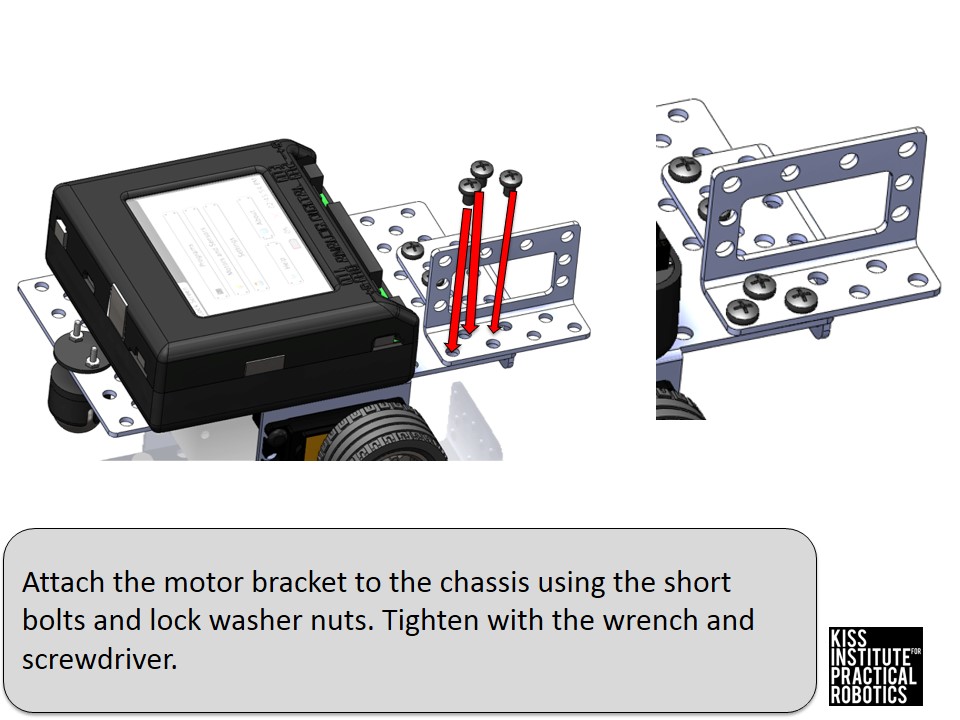 Attach the motor bracket to the chassis using the short
bolts and lock washer nuts. Tighten with the wrench and
screwdriver.
KISS
INSTITUTE FOR
PRACTICAL
ROBOTICS